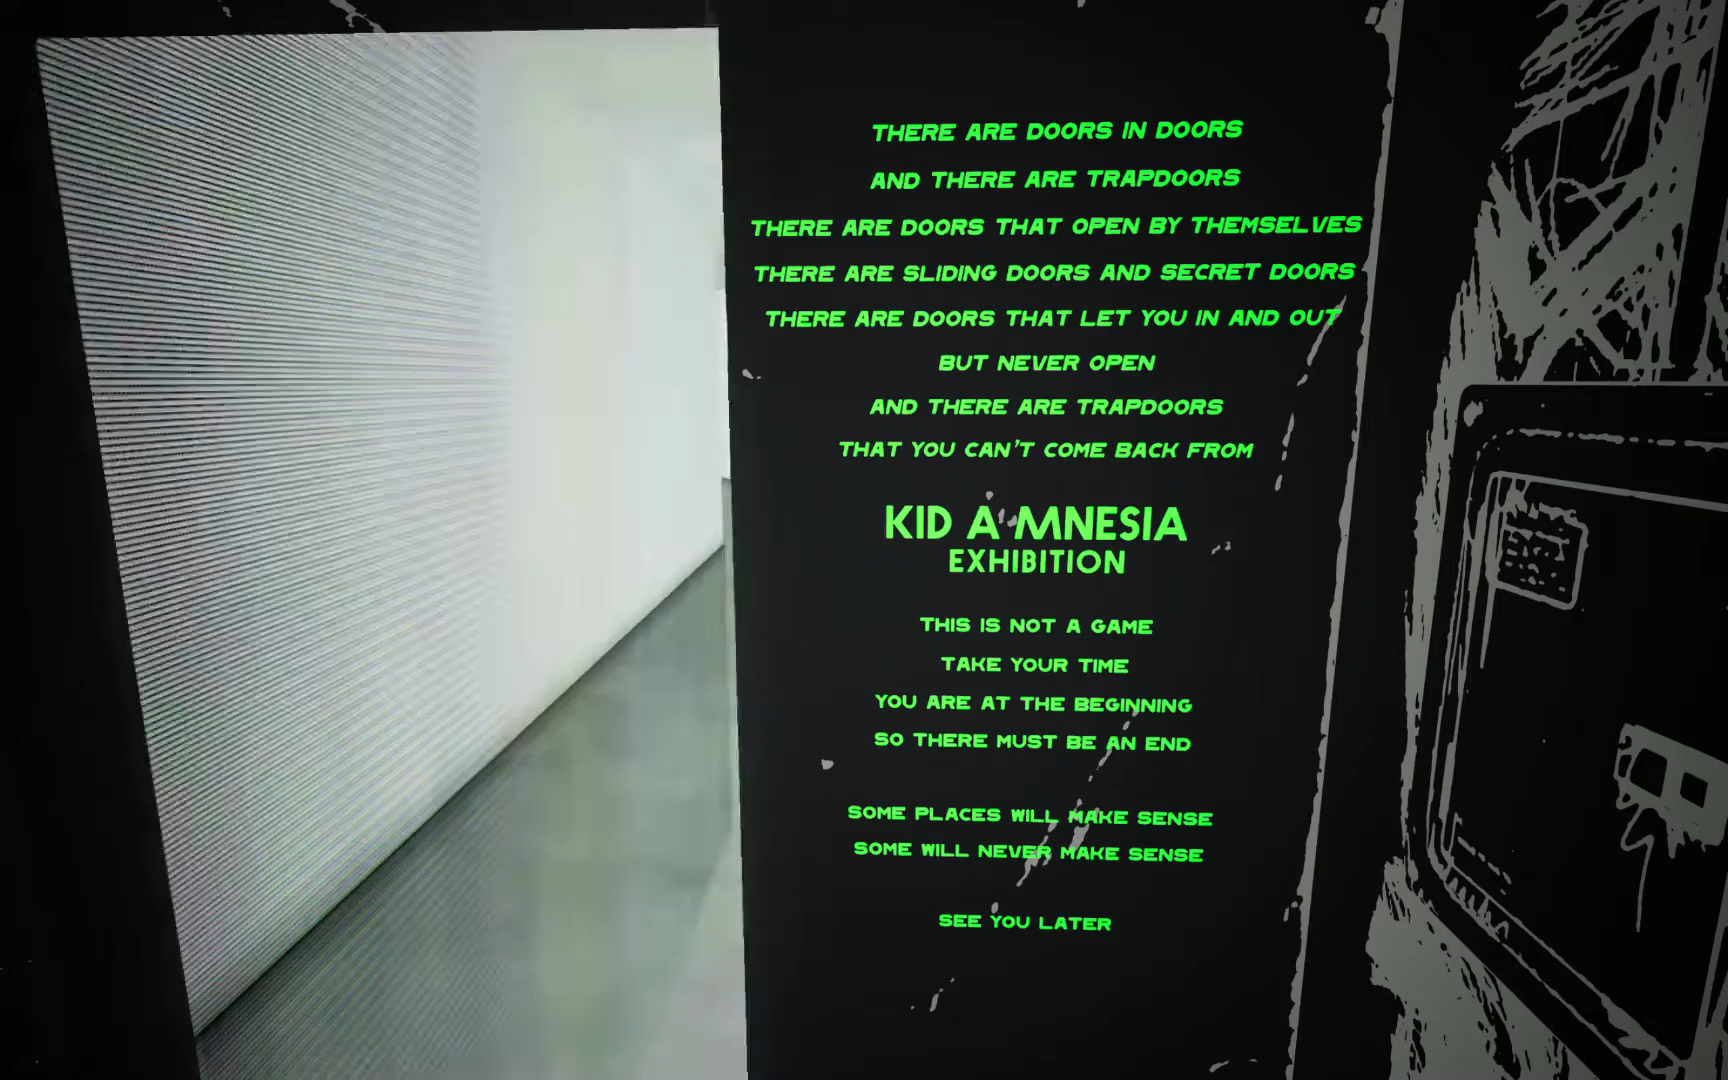 THERE ARE DOORS IN DOORS
AND THERE ARE TRAPDOORS
THERE ARE DOORS THAT OPEN BY THEMSELVES
THERE ARE SLIDING DOORS AND SECRET DOORS
THERE ARE DOORS THAT LET YOU IN AND OUT
BUT NEVER OPEN
AND THERE ARE TRAPDOORS
THAT YOU CAN'T COME BACK FROM
KID A MNESIA
EXHIBITION
THIS IS NOT A GAME
TAKE YOUR TIME
YOU ARE AT THE BEGINNING
SO THERE MUST BE AN END
SOME PLACES WILL MAKE SENSE
SOME WILL NEVER MAKE SENSE
SEE YOU LATER